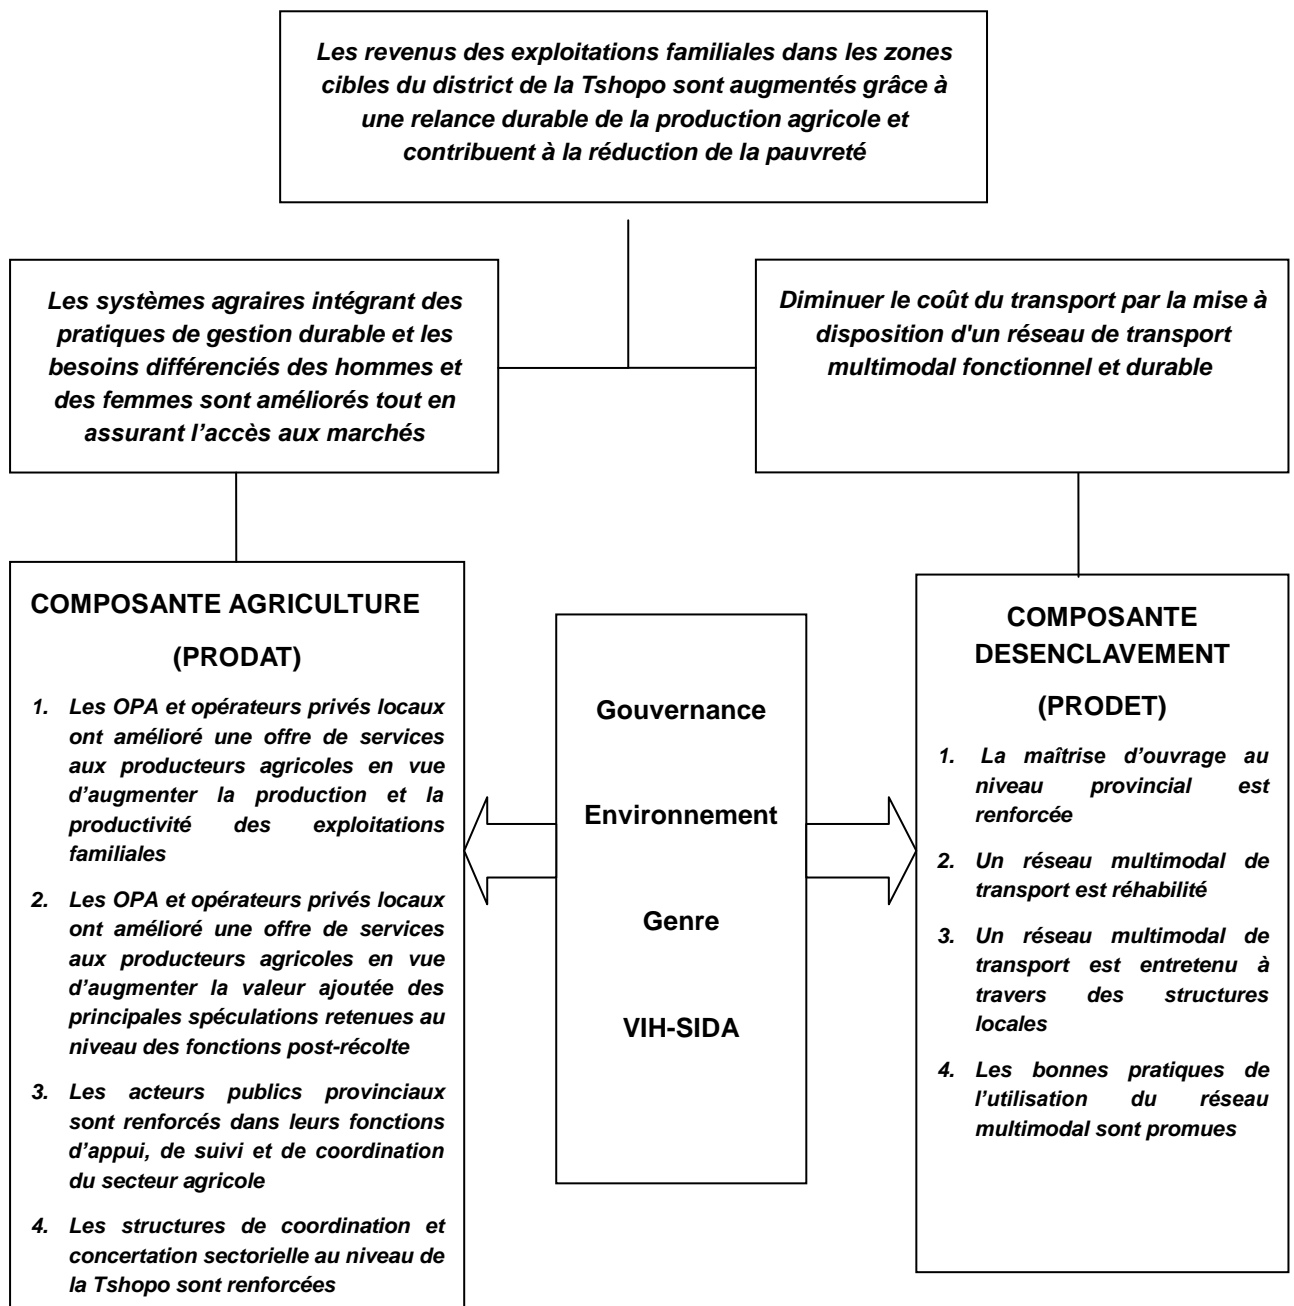 Les revenus des exploitations familiales dans les zones
cibles du district de la Tshopo sont augmentés grâce à
une relance durable de la production agricole et
contribuent à la réduction de la pauvreté
Les systèmes agraires intégrant des
pratiques de gestion durable et les
besoins différenciés des hommes et
des femmes sont améliorés tout en
assurant l’accès aux marchés
Diminuer le coût du transport par la mise à
disposition d'un réseau de transport
multimodal fonctionnel et durable
COMPOSANTE AGRICULTURE
(PRODAT)
1. Les OPA et opérateurs privés locaux
ont amélioré une offre de services
aux producteurs agricoles en vue
d’augmenter la production et la
productivité des exploitations
familiales
2. Les OPA et opérateurs privés locaux
ont amélioré une offre de services
aux producteurs agricoles en vue
d’augmenter la valeur ajoutée des
principales spéculations retenues au
niveau des fonctions post-récolte
3. Les acteurs publics provinciaux
sont renforcés dans leurs fonctions
d’appui, de suivi et de coordination
du secteur agricole
4. Les structures de coordination et
concertation sectorielle au niveau de
la Tshopo sont renforcées
Gouvernance
Environnement
Genre
VIH-SIDA
COMPOSANTE
DESENCLAVEMENT
(PRODET)
1. La maîtrise d’ouvrage au
niveau provincial est
renforcée
2. Un réseau multimodal de
transport est réhabilité
3. Un réseau multimodal de
transport est entretenu à
travers des structures
locales
4. Les bonnes pratiques de
l’utilisation du réseau
multimodal sont promues